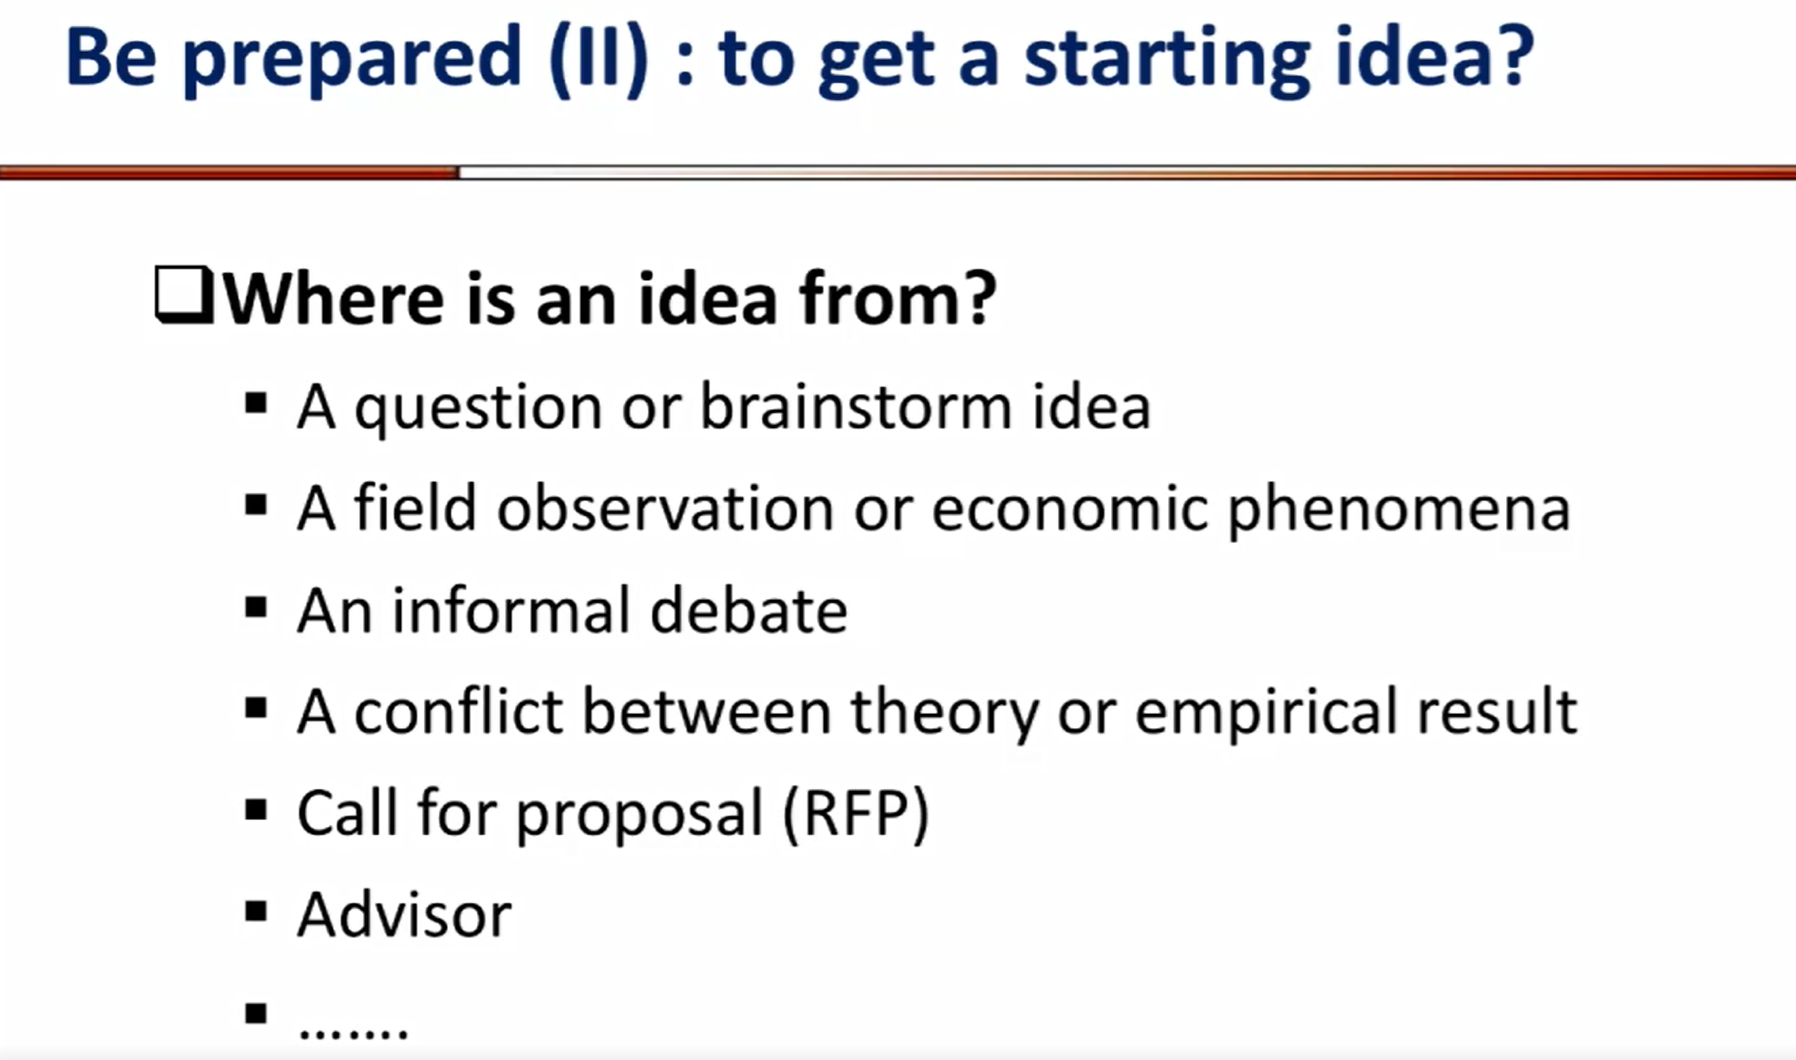 Be prepared (II) : to get a starting idea?
Where is an idea from?
▪ A question or brainstorm idea
▪ A field observation or economic phenomena
▪ An informal debate
▪ A conflict between theory or empirical result
▪ Call for proposal (RFP)
▪ Advisor
▪ .......